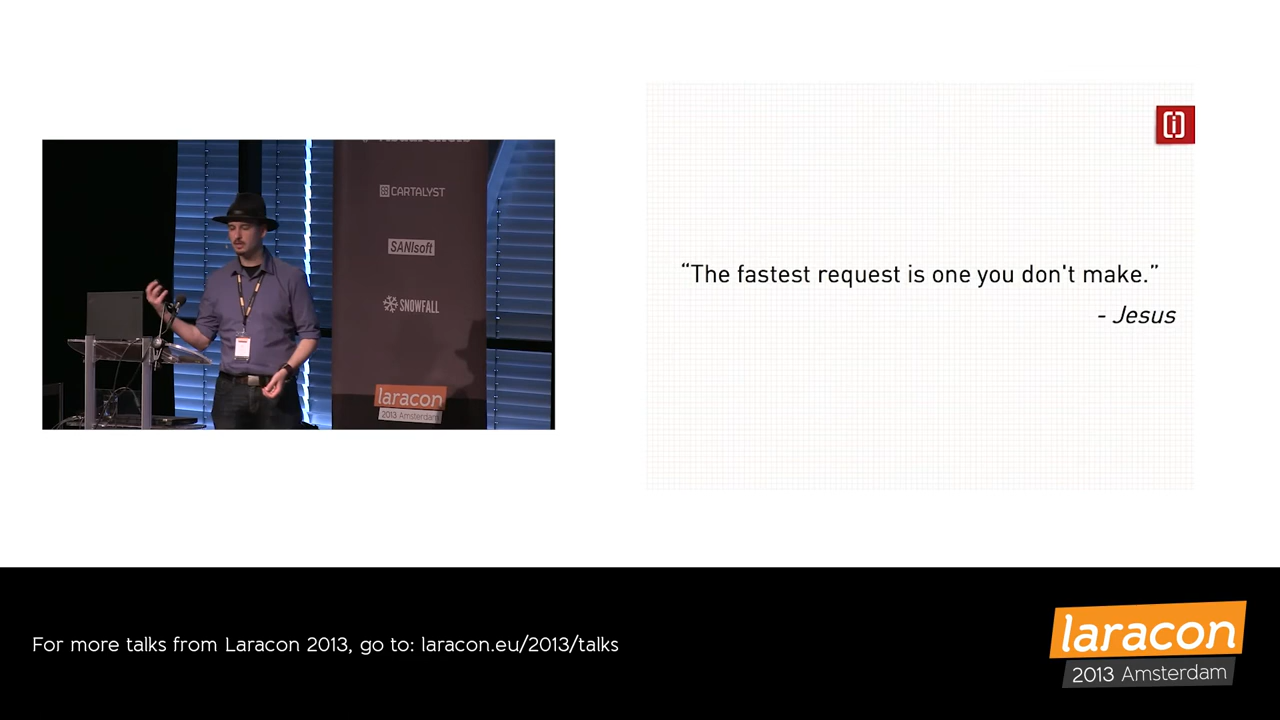 CARTALYST
SANIsoft
SNOWFALL
laracon
2013 Amsterdam
[i]
“The fastest request is one you don't make.”
- Jesus
For more talks from Laracon 2013, go to: laracon.eu/2013/talks
laracon
2013 Amsterdam